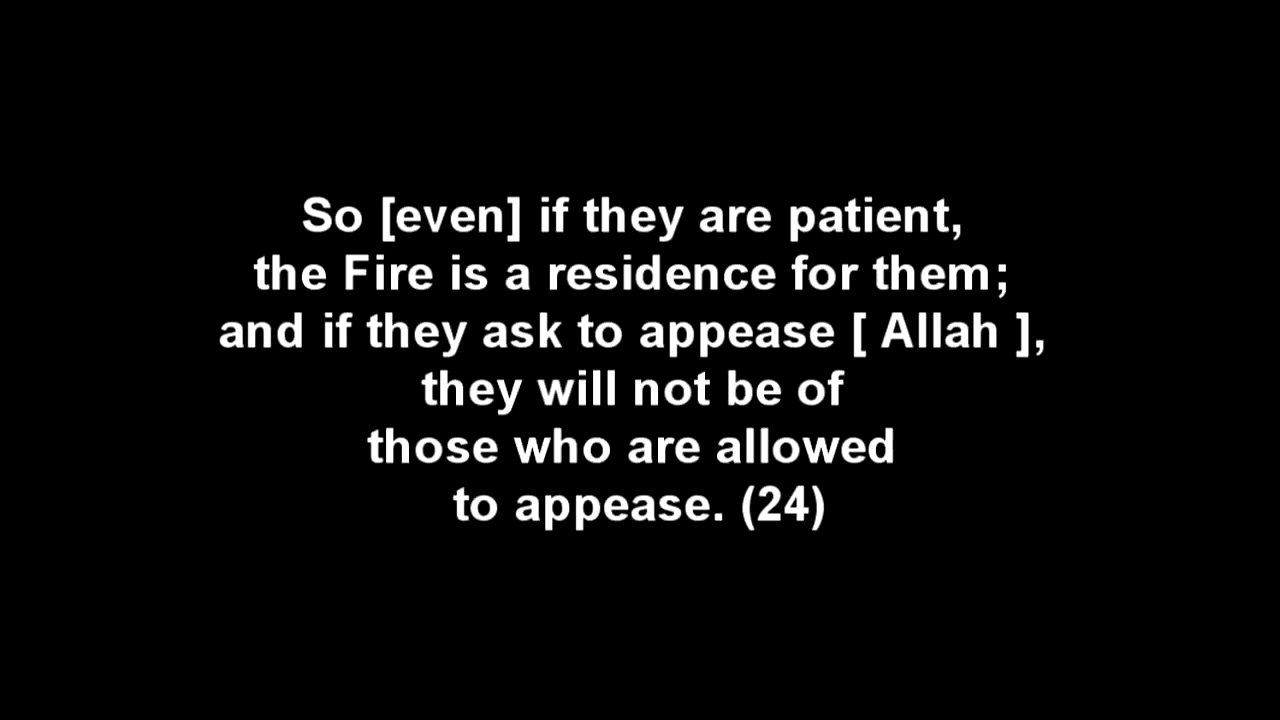 So [even] if they are patient,
the Fire is a residence for them;
and if they ask to appease [ Allah ],
they will not be of
those who are allowed
to appease. (24)